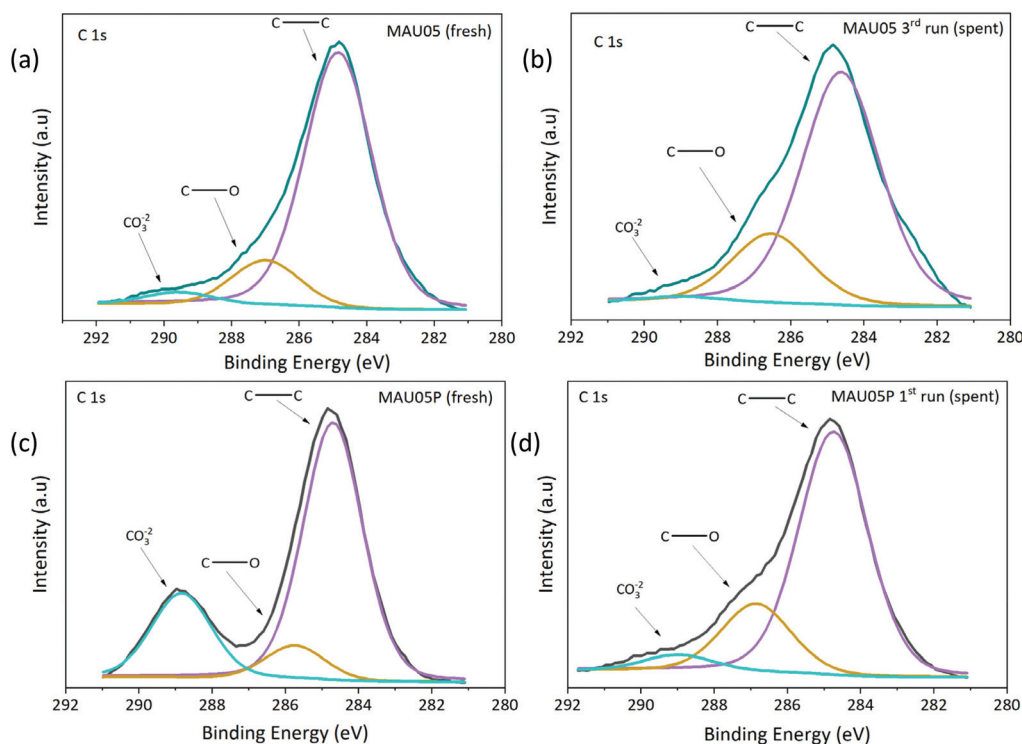 (a)
C 1s
C—C
MAU05 (fresh)
C—O
CO₃⁻²
Intensity (a.u)
292 290 288 286 284 282 280
Binding Energy (eV)
(b)
C 1s
C—C
MAU05 3ʳᵈ run (spent)
C—O
CO₃⁻²
Intensity (a.u)
292 290 288 286 284 282 280
Binding Energy (eV)
(c)
C 1s
C—C
MAU05P (fresh)
CO₃⁻²
C—O
Intensity (a.u)
292 290 288 286 284 282 280
Binding Energy (eV)
(d)
C 1s
C—C
MAU05P 1ˢᵗ run (spent)
C—O
CO₃⁻²
Intensity (a.u)
292 290 288 286 284 282 280
Binding Energy (eV)